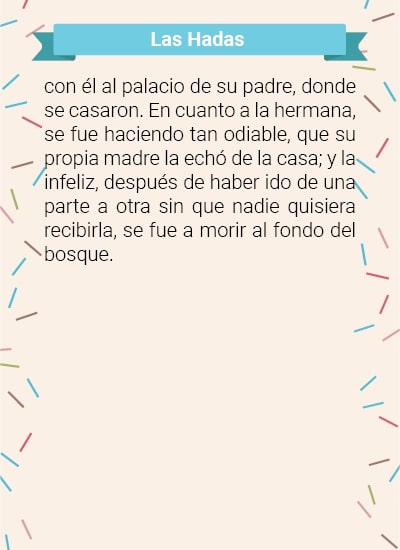 Las Hadas
con él al palacio de su padre, donde
se casaron. En cuanto a la hermana,
se fue haciendo tan odiable, que su
propia madre la echó de la casa; y la
infeliz, después de haber ido de una
parte a otra sin que nadie quisiera
recibirla, se fue a morir al fondo del
bosque.